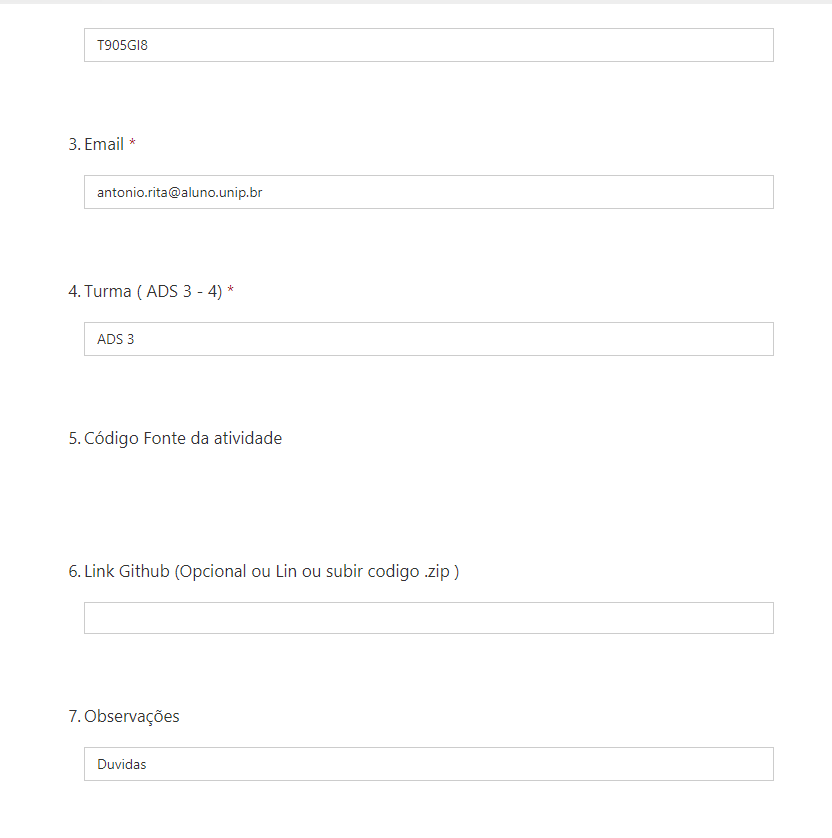 T905GI8
3. Email *
antonio.rita@aluno.unip.br
4. Turma ( ADS 3 - 4) *
ADS 3
5. Código Fonte da atividade
6. Link Github (Opcional ou Lin ou subir codigo .zip )
7. Observações
Duvidas